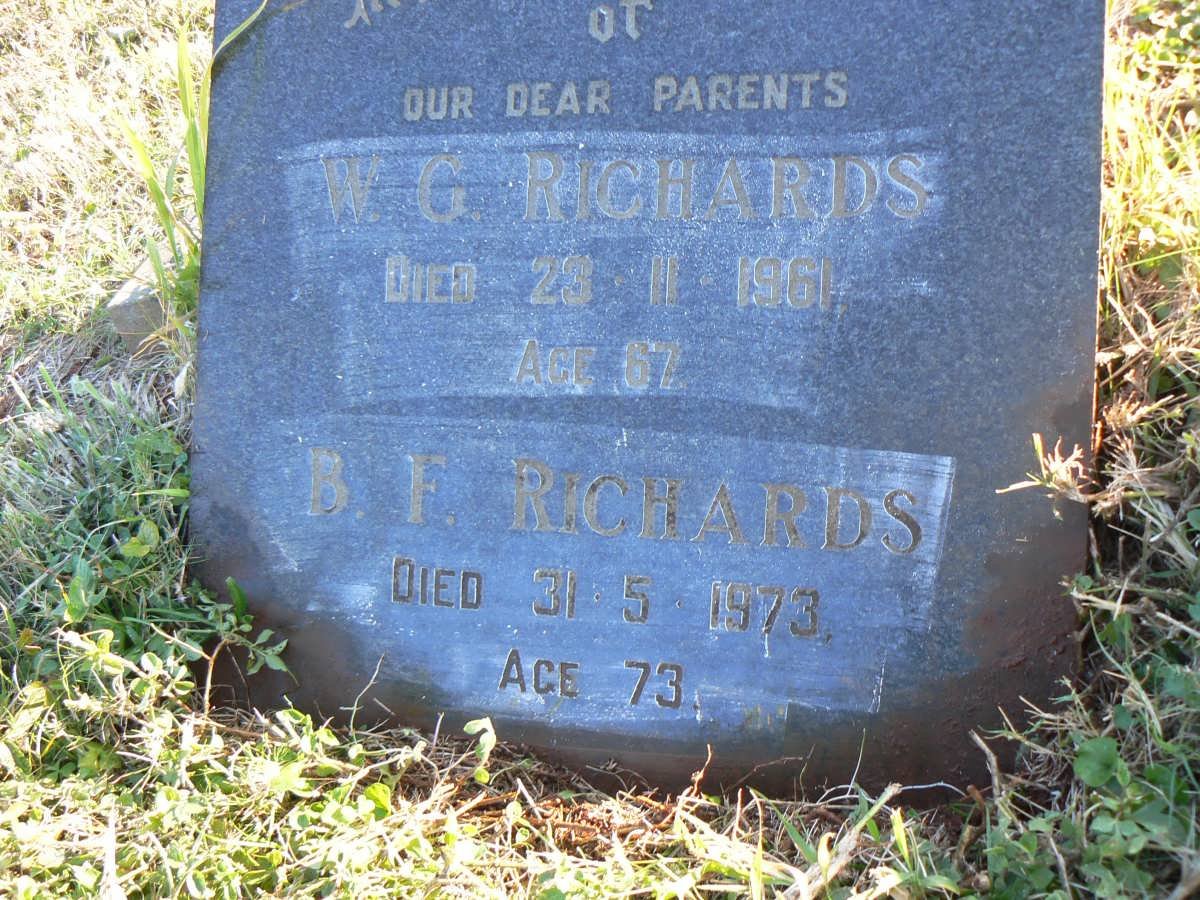 OF
OUR DEAR PARENTS
W. G. RICHARDS
DIED 23·11·1961,
AGE 67.
B. F. RICHARDS
DIED 31·5·1973,
AGE 73.